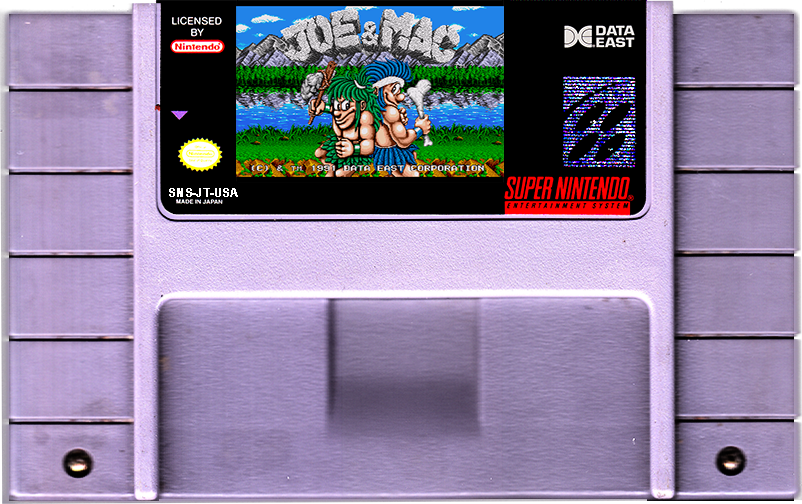 LICENSED
BY
Nintendo
JOE & MAC
DATA
EAST
(C) & TM 1991 DATA EAST CORPORATION
SNS-JT-USA
MADE IN JAPAN
SUPER NINTENDO
ENTERTAINMENT SYSTEM